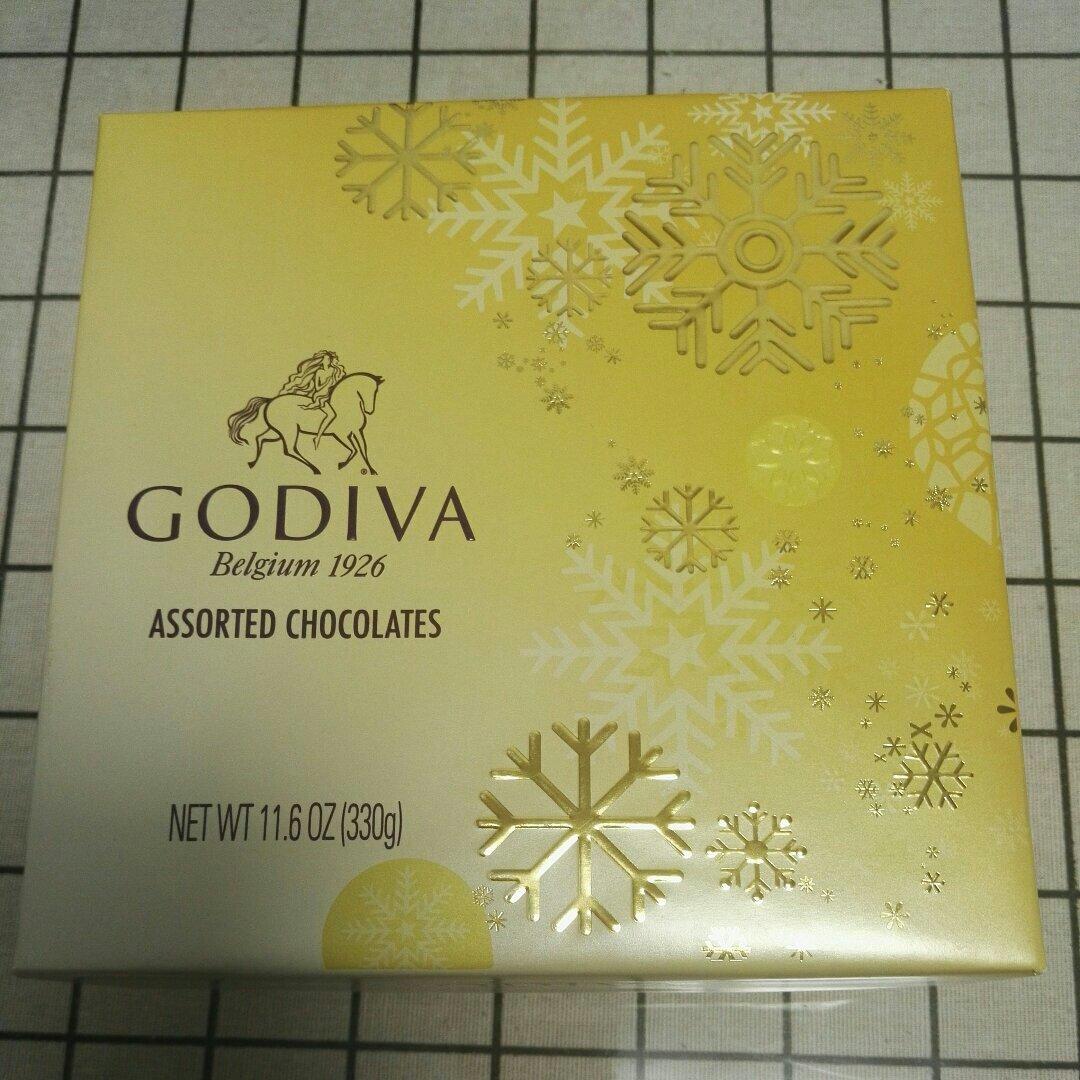 GODIVA
Belgium 1926
ASSORTED CHOCOLATES
NET WT 11.6 OZ (330g)